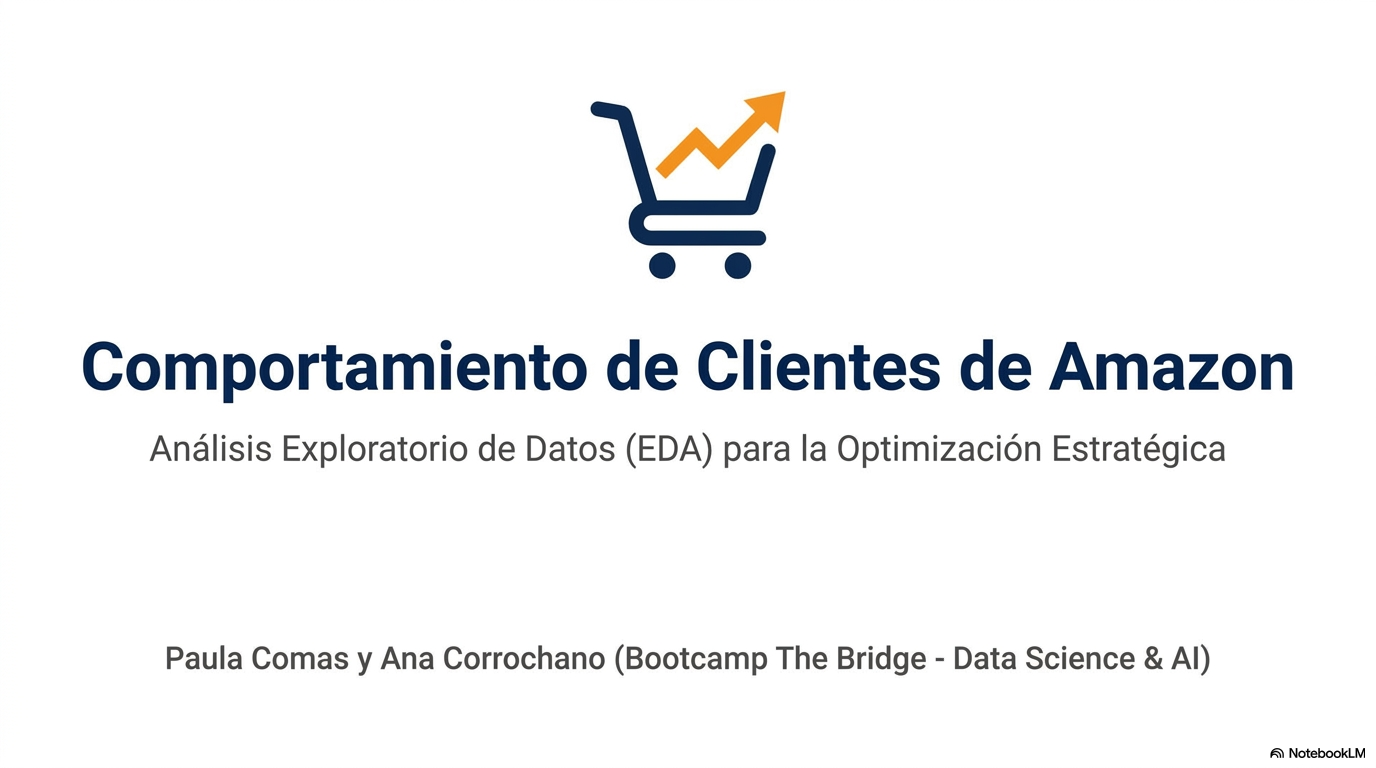 Comportamiento de Clientes de Amazon
Análisis Exploratorio de Datos (EDA) para la Optimización Estratégica
Paula Comas y Ana Corrochano (Bootcamp The Bridge - Data Science & AI)
NotebookLM